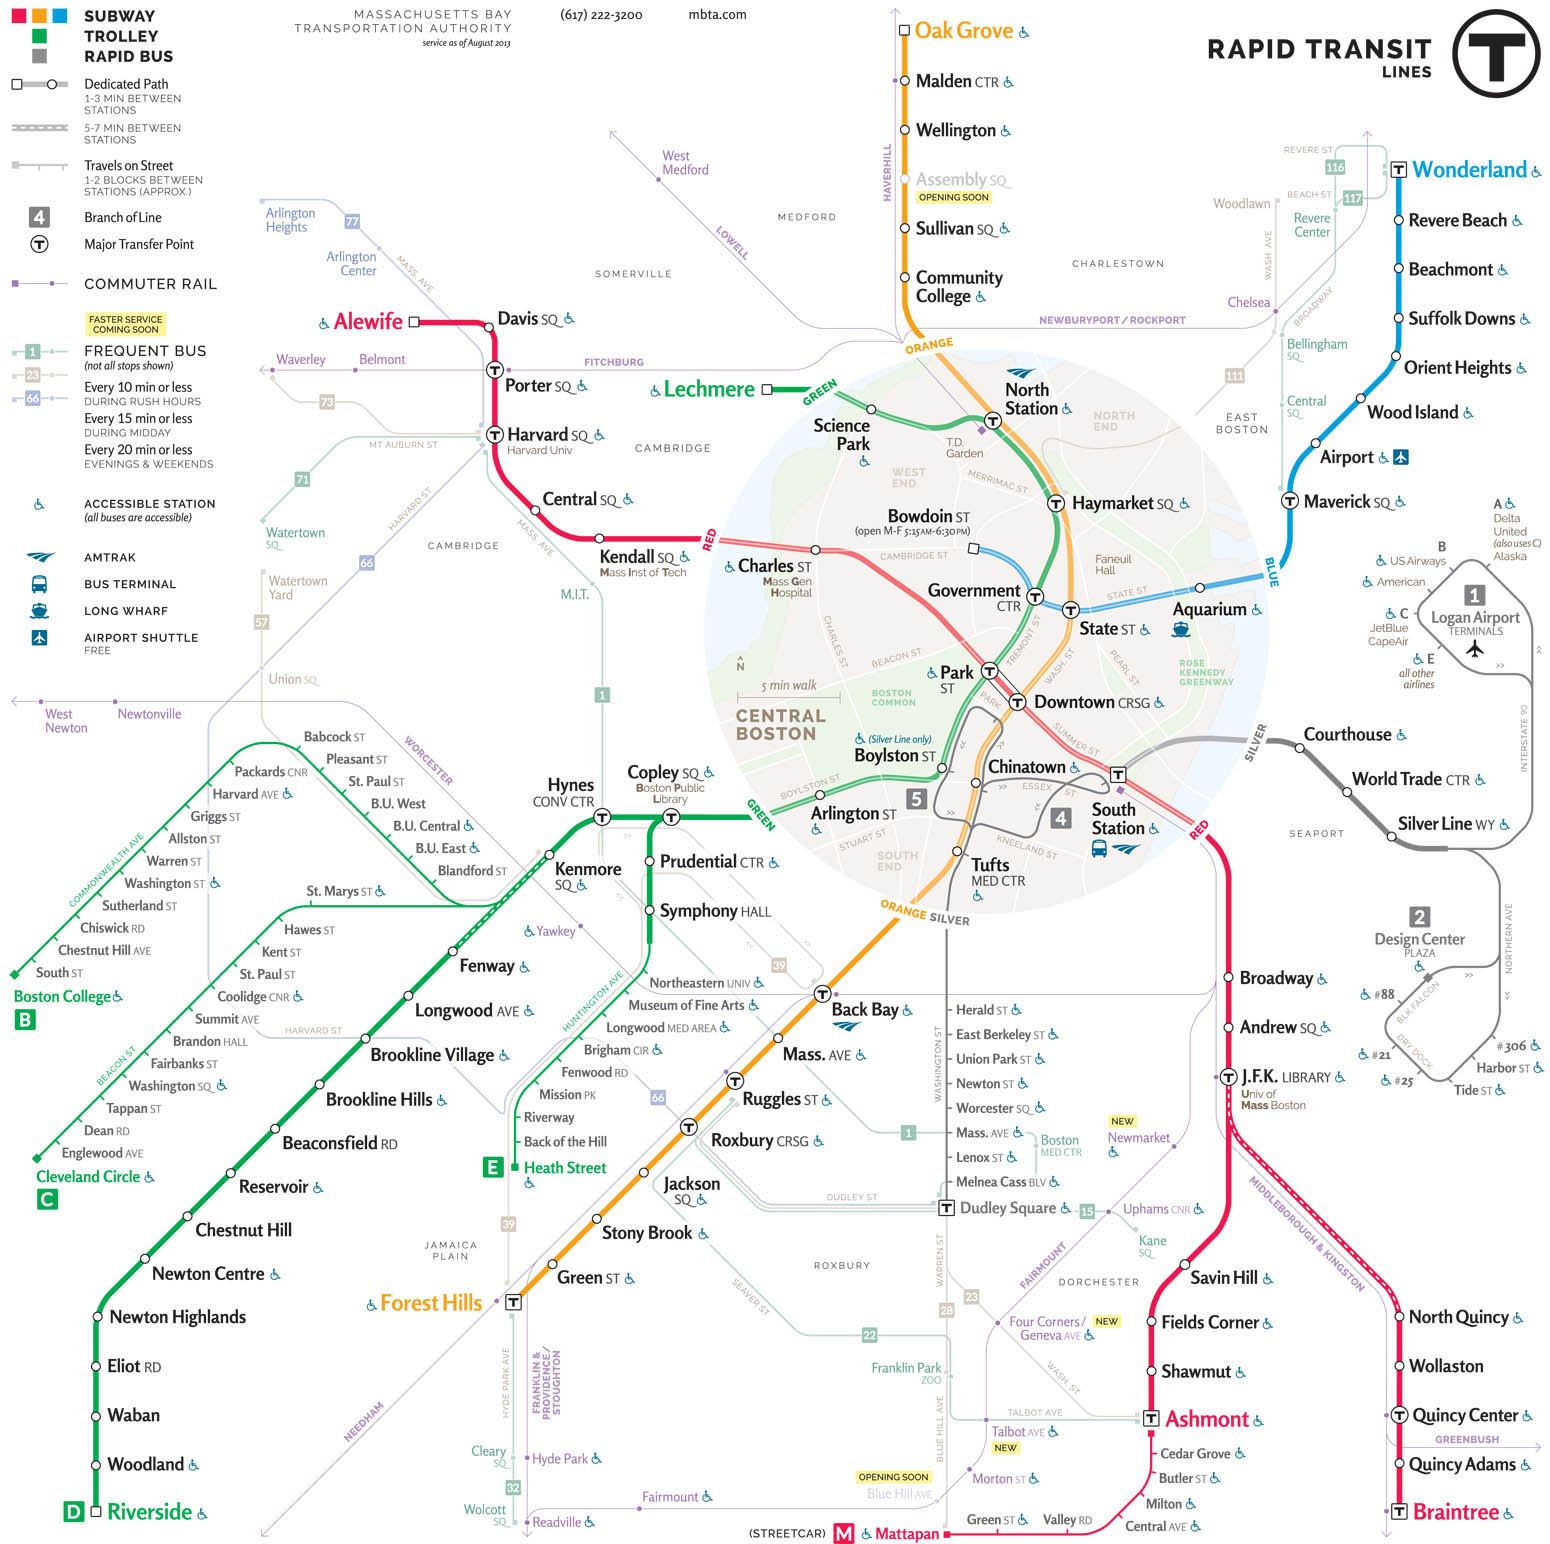 SUBWAY
TROLLEY
RAPID BUS
Dedicated Path
1-3 MIN BETWEEN
STATIONS
5-7 MIN BETWEEN
STATIONS
Travels on Street
1-2 BLOCKS BETWEEN
STATIONS (APPROX.)
4
Branch of Line
T
Major Transfer Point
COMMUTER RAIL
FASTER SERVICE
COMING SOON
1
FREQUENT BUS
(not all stops shown)
23
66
Every 10 min or less
DURING RUSH HOURS
Every 15 min or less
DURING MIDDAY
Every 20 min or less
EVENINGS & WEEKENDS
ACCESSIBLE STATION
(all buses are accessible)
AMTRAK
BUS TERMINAL
LONG WHARF
AIRPORT SHUTTLE
FREE
MASSACHUSETTS BAY
TRANSPORTATION AUTHORITY
service as of August 2013
(617) 222-3200
mbta.com
RAPID TRANSIT
LINES
T
Oak Grove
Malden CTR
Wellington
Assembly SQ
OPENING SOON
Sullivan SQ
Community
College
ORANGE
HAVERHILL
LOWELL
West
Medford
MEDFORD
SOMERVILLE
CHARLESTOWN
NEWBURYPORT / ROCKPORT
Chelsea
Woodlawn
WASH. AVE
BROADWAY
REVERE ST
116
BEACH ST
117
Revere
Center
Bellingham
SQ
Central
SQ
111
EAST
BOSTON
T
Wonderland
Revere Beach
Beachmont
Suffolk Downs
Orient Heights
Wood Island
Airport
T
Maverick SQ
BLUE
Aquarium
Arlington
Heights
77
Arlington
Center
MASS. AVE
Alewife
Davis SQ
Waverley
Belmont
FITCHBURG
T
Porter SQ
73
MT AUBURN ST
T
Harvard SQ
Harvard Univ
71
Watertown
SQ
HARVARD ST
MASS. AVE
CAMBRIDGE
CAMBRIDGE
Central SQ
Kendall SQ
Mass Inst of Tech
RED
66
Watertown
Yard
57
Union SQ
M.I.T.
1
Lechmere
GREEN
Science
Park
T
North
Station
T.D.
Garden
NORTH
END
WEST
END
MERRIMAC ST
T
Haymarket SQ
Bowdoin ST
(open M-F 5:15AM-6:30PM)
CAMBRIDGE ST
Charles ST
Mass Gen
Hospital
Faneuil
Hall
Government
CTR
T
T
State ST
STATE ST
CHARLES ST
BEACON ST
TREMONT ST
WASH. ST
PEARL ST
ROSE
KENNEDY
GREENWAY
N
5 min walk
CENTRAL
BOSTON
BOSTON
COMMON
Park
ST
T
PARK
T
Downtown CRSG
SUMMER ST
(Silver Line only)
Boylston ST
Chinatown
ESSEX ST
BOYLSTON ST
Arlington ST
STUART ST
SOUTH
END
5
4
KNEELAND ST
T
South
Station
Tufts
MED CTR
RED
SILVER
ORANGE
SILVER
GREEN
Courthouse
World Trade CTR
Silver Line WY
SEAPORT
A
Delta
United
(also uses C)
Alaska
B
US Airways
American
C
JetBlue
CapeAir
E
all other
airlines
1
Logan Airport
TERMINALS
INTERSTATE 90
2
Design Center
PLAZA
NORTHERN AVE
BLK FALCON
DRY DOCK
#88
#21
#25
#306
Harbor ST
Tide ST
West
Newton
Newtonville
WORCESTER
Babcock ST
Pleasant ST
St. Paul ST
B.U. West
B.U. Central
B.U. East
Blandford ST
Packards CNR
Harvard AVE
Griggs ST
Allston ST
Warren ST
Washington ST
Sutherland ST
Chiswick RD
Chestnut Hill AVE
South ST
Boston College
B
COMMONWEALTH AVE
St. Marys ST
Hawes ST
Kent ST
St. Paul ST
Coolidge CNR
Summit AVE
Brandon HALL
Fairbanks ST
Washington SQ
Tappan ST
Dean RD
Englewood AVE
Cleveland Circle
C
BEACON ST
HARVARD ST
Hynes
CONV CTR
T
Copley SQ
Boston Public
Library
T
Kenmore
SQ
Yawkey
Prudential CTR
Symphony HALL
39
HUNTINGTON AVE
Northeastern UNIV
Museum of Fine Arts
Longwood MED AREA
Brigham CIR
Fenwood RD
Mission PK
Riverway
Back of the Hill
E
Heath Street
66
39
Fenway
Longwood AVE
Brookline Village
Brookline Hills
Beaconsfield RD
Reservoir
Chestnut Hill
Newton Centre
Newton Highlands
Eliot RD
Waban
Woodland
D
Riverside
T
Back Bay
Mass. AVE
T
Ruggles ST
T
Roxbury CRSG
Jackson
SQ
Stony Brook
Green ST
T
Forest Hills
JAMAICA
PLAIN
NEEDHAM
HYDE PARK AVE
FRANKLIN &
PROVIDENCE/
STOUGHTON
Cleary
SQ
32
Wolcott
SQ
Hyde Park
Readville
Fairmount
WASHINGTON ST
Herald ST
East Berkeley ST
Union Park ST
Newton ST
Worcester SQ
1
Mass. AVE
Lenox ST
Melnea Cass BLV
Boston
MED CTR
DUDLEY ST
T
Dudley Square
15
Uphams CNR
Kane
SQ
NEW
Newmarket
FAIRMOUNT
SEAVER ST
ROXBURY
WARREN ST
28
23
22
Franklin Park
ZOO
BLUE HILL AVE
Four Corners/
Geneva AVE
NEW
WASH. ST
TALBOT AVE
Talbot AVE
NEW
Morton ST
OPENING SOON
Blue Hill AVE
DORCHESTER
Broadway
Andrew SQ
T
J.F.K. LIBRARY
Univ of
Mass Boston
MIDDLEBOROUGH & KINGSTON
Savin Hill
Fields Corner
Shawmut
T
Ashmont
Cedar Grove
Butler ST
Milton
Central AVE
Valley RD
Green ST
(STREETCAR)
M
Mattapan
North Quincy
Wollaston
T
Quincy Center
GREENBUSH
Quincy Adams
T
Braintree